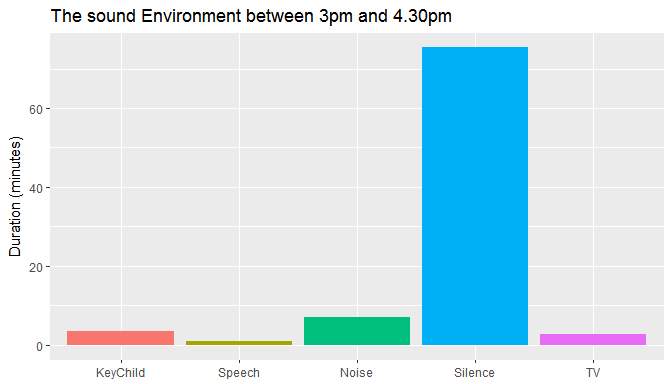 The sound Environment between 3pm and 4.30pm
Duration (minutes)
60
40
20
0
KeyChild Speech Noise Silence TV